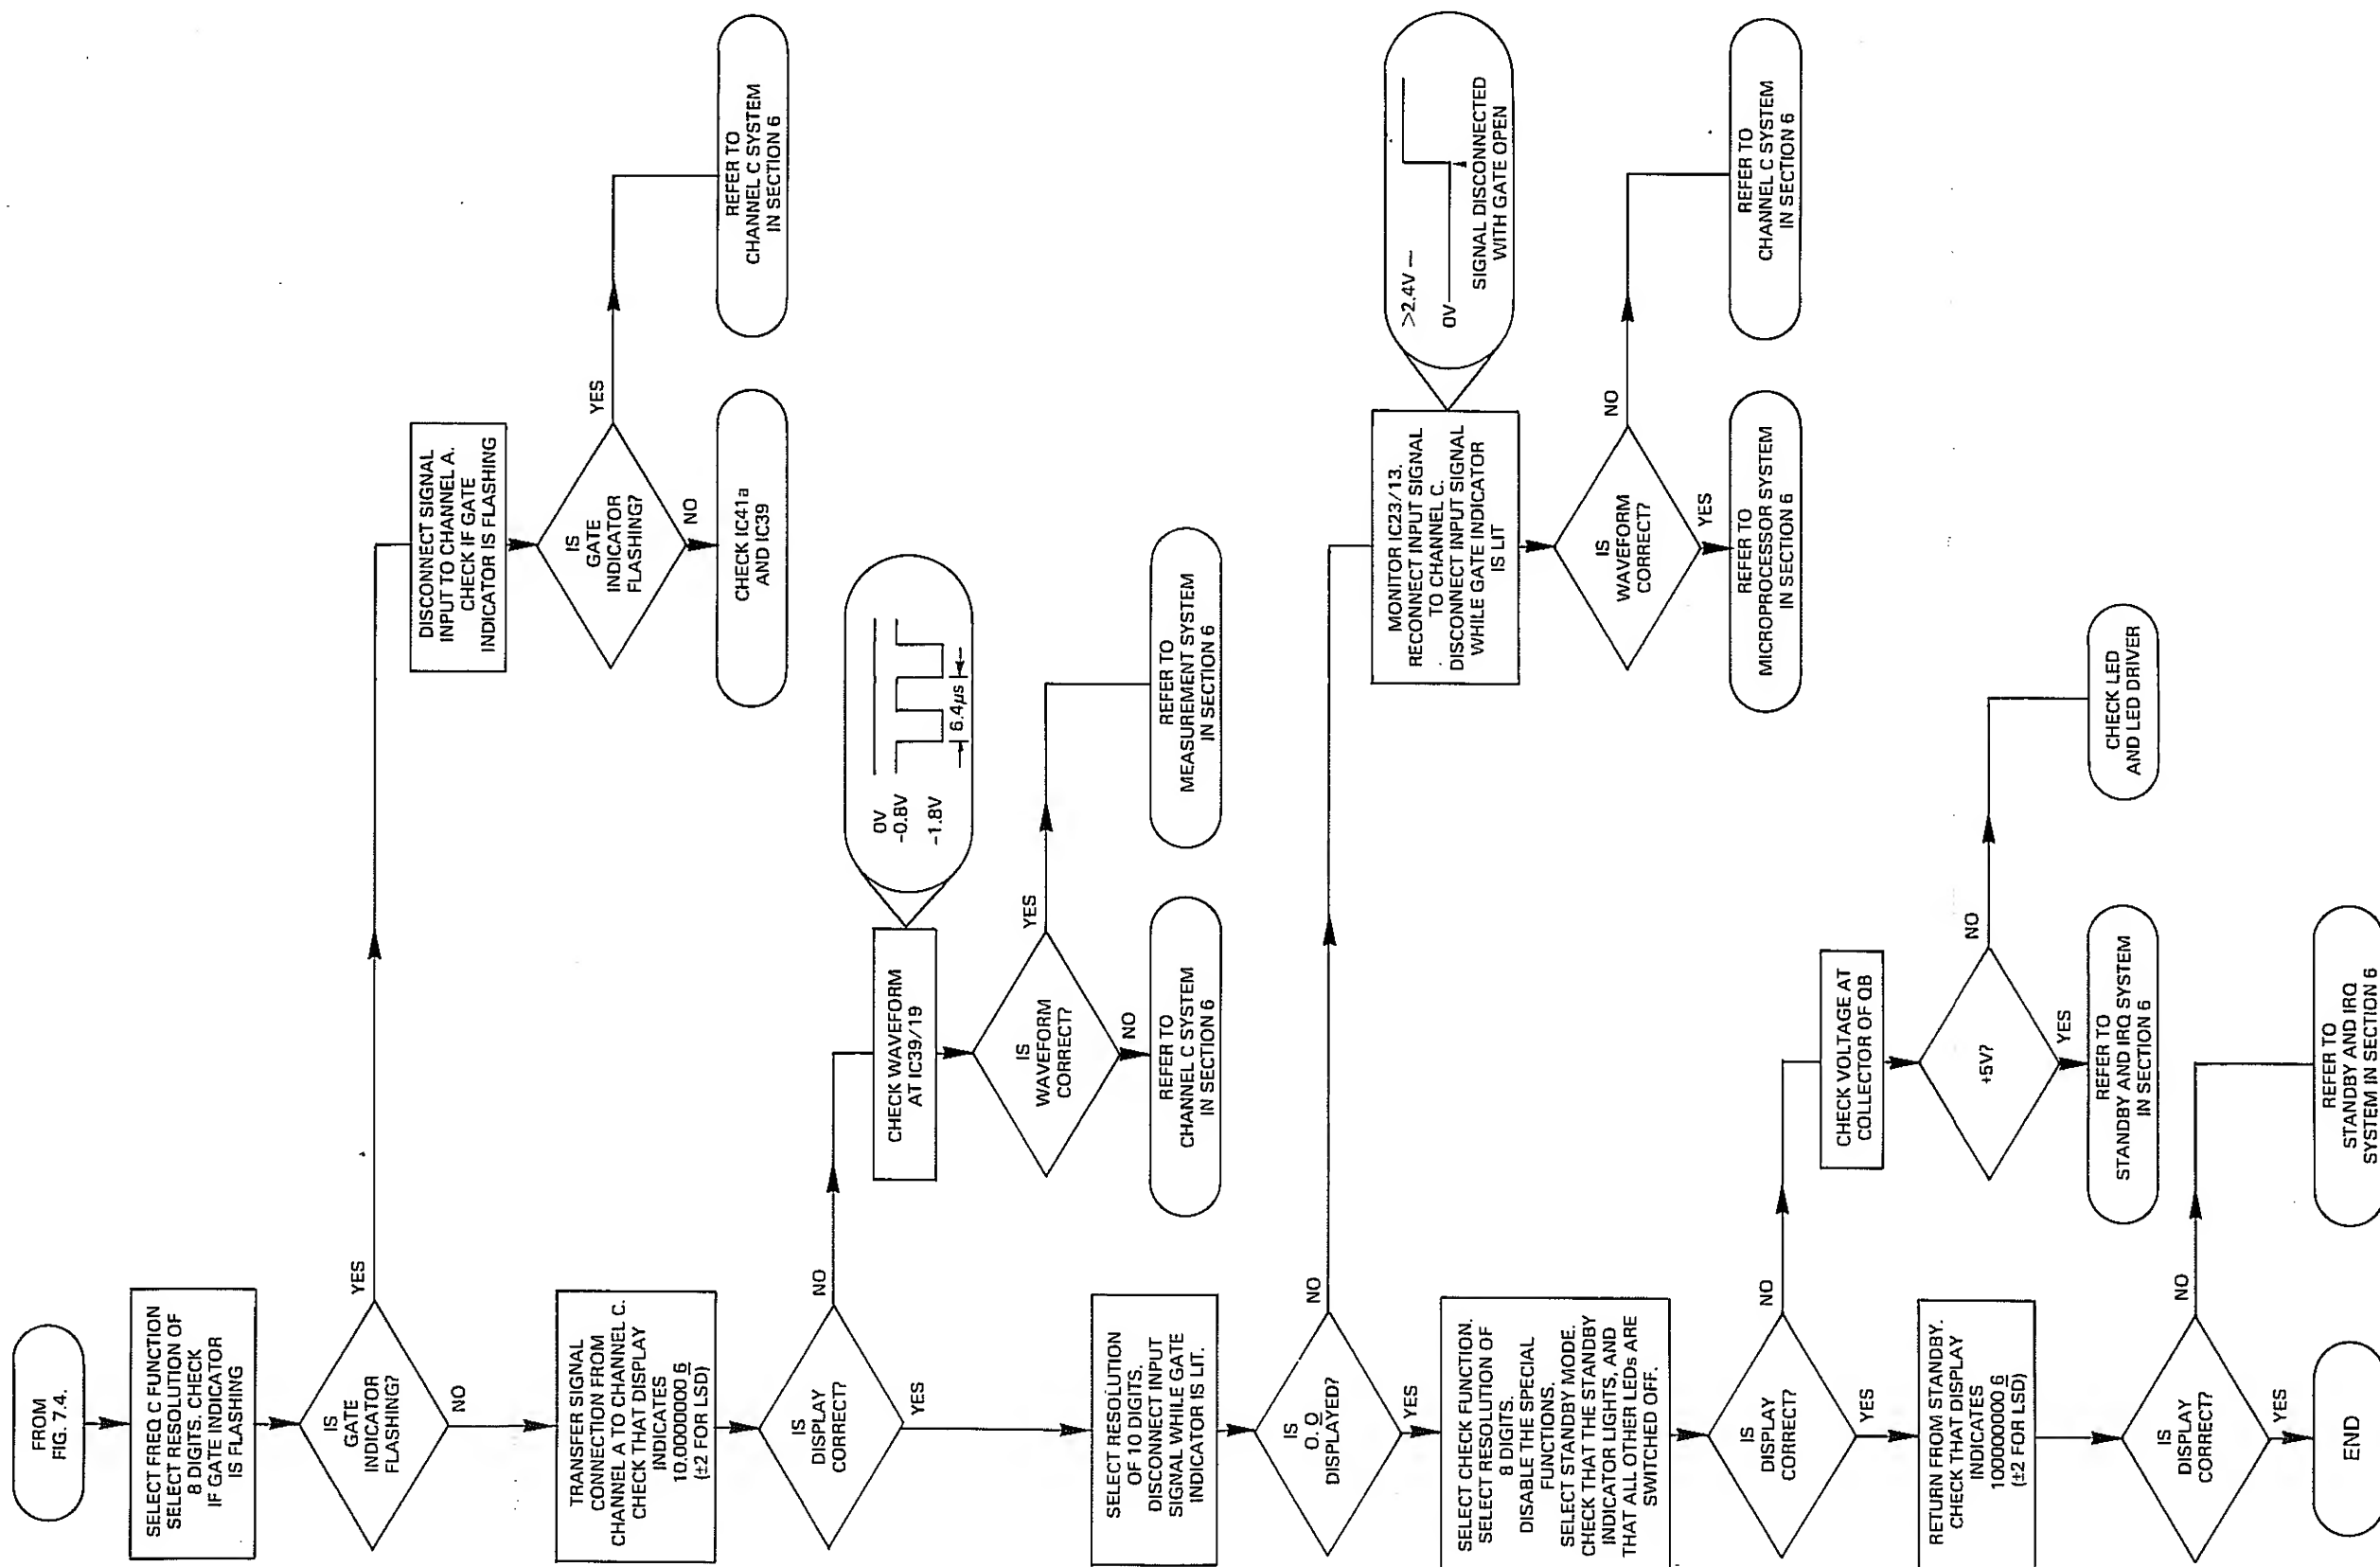 FROM
FIG. 7.4.
SELECT FREQ C FUNCTION
SELECT RESOLUTION OF
8 DIGITS. CHECK
IF GATE INDICATOR
IS FLASHING
IS
GATE
INDICATOR
FLASHING?
YES
NO
DISCONNECT SIGNAL
INPUT TO CHANNEL A.
CHECK IF GATE
INDICATOR IS FLASHING
IS
GATE
INDICATOR
FLASHING?
YES
NO
REFER TO
CHANNEL C SYSTEM
IN SECTION 6
CHECK IC41a
AND IC39
TRANSFER SIGNAL
CONNECTION FROM
CHANNEL A TO CHANNEL C.
CHECK THAT DISPLAY
INDICATES
10.0000000 6
(±2 FOR LSD)
IS
DISPLAY
CORRECT?
NO
YES
CHECK WAVEFORM
AT IC39/19
0V
-0.8V
-1.8V
6.4µs
IS
WAVEFORM
CORRECT?
YES
NO
REFER TO
MEASUREMENT SYSTEM
IN SECTION 6
REFER TO
CHANNEL C SYSTEM
IN SECTION 6
SELECT RESOLUTION
OF 10 DIGITS.
DISCONNECT INPUT
SIGNAL WHILE GATE
INDICATOR IS LIT.
IS
O. O
DISPLAYED?
NO
YES
MONITOR IC23/13.
RECONNECT INPUT SIGNAL
TO CHANNEL C.
DISCONNECT INPUT SIGNAL
WHILE GATE INDICATOR
IS LIT
>2.4V
0V
SIGNAL DISCONNECTED
WITH GATE OPEN
IS
WAVEFORM
CORRECT?
NO
YES
REFER TO
CHANNEL C SYSTEM
IN SECTION 6
REFER TO
MICROPROCESSOR SYSTEM
IN SECTION 6
SELECT CHECK FUNCTION.
SELECT RESOLUTION OF
8 DIGITS.
DISABLE THE SPECIAL
FUNCTIONS.
SELECT STANDBY MODE.
CHECK THAT THE STANDBY
INDICATOR LIGHTS, AND
THAT ALL OTHER LEDs ARE
SWITCHED OFF.
IS
DISPLAY
CORRECT?
NO
YES
CHECK VOLTAGE AT
COLLECTOR OF QB
+5V?
NO
YES
CHECK LED
AND LED DRIVER
REFER TO
STANDBY AND IRQ SYSTEM
IN SECTION 6
RETURN FROM STANDBY.
CHECK THAT DISPLAY
INDICATES
10.0000000 6
(±2 FOR LSD)
IS
DISPLAY
CORRECT?
NO
YES
REFER TO
STANDBY AND IRQ
SYSTEM IN SECTION 6
END